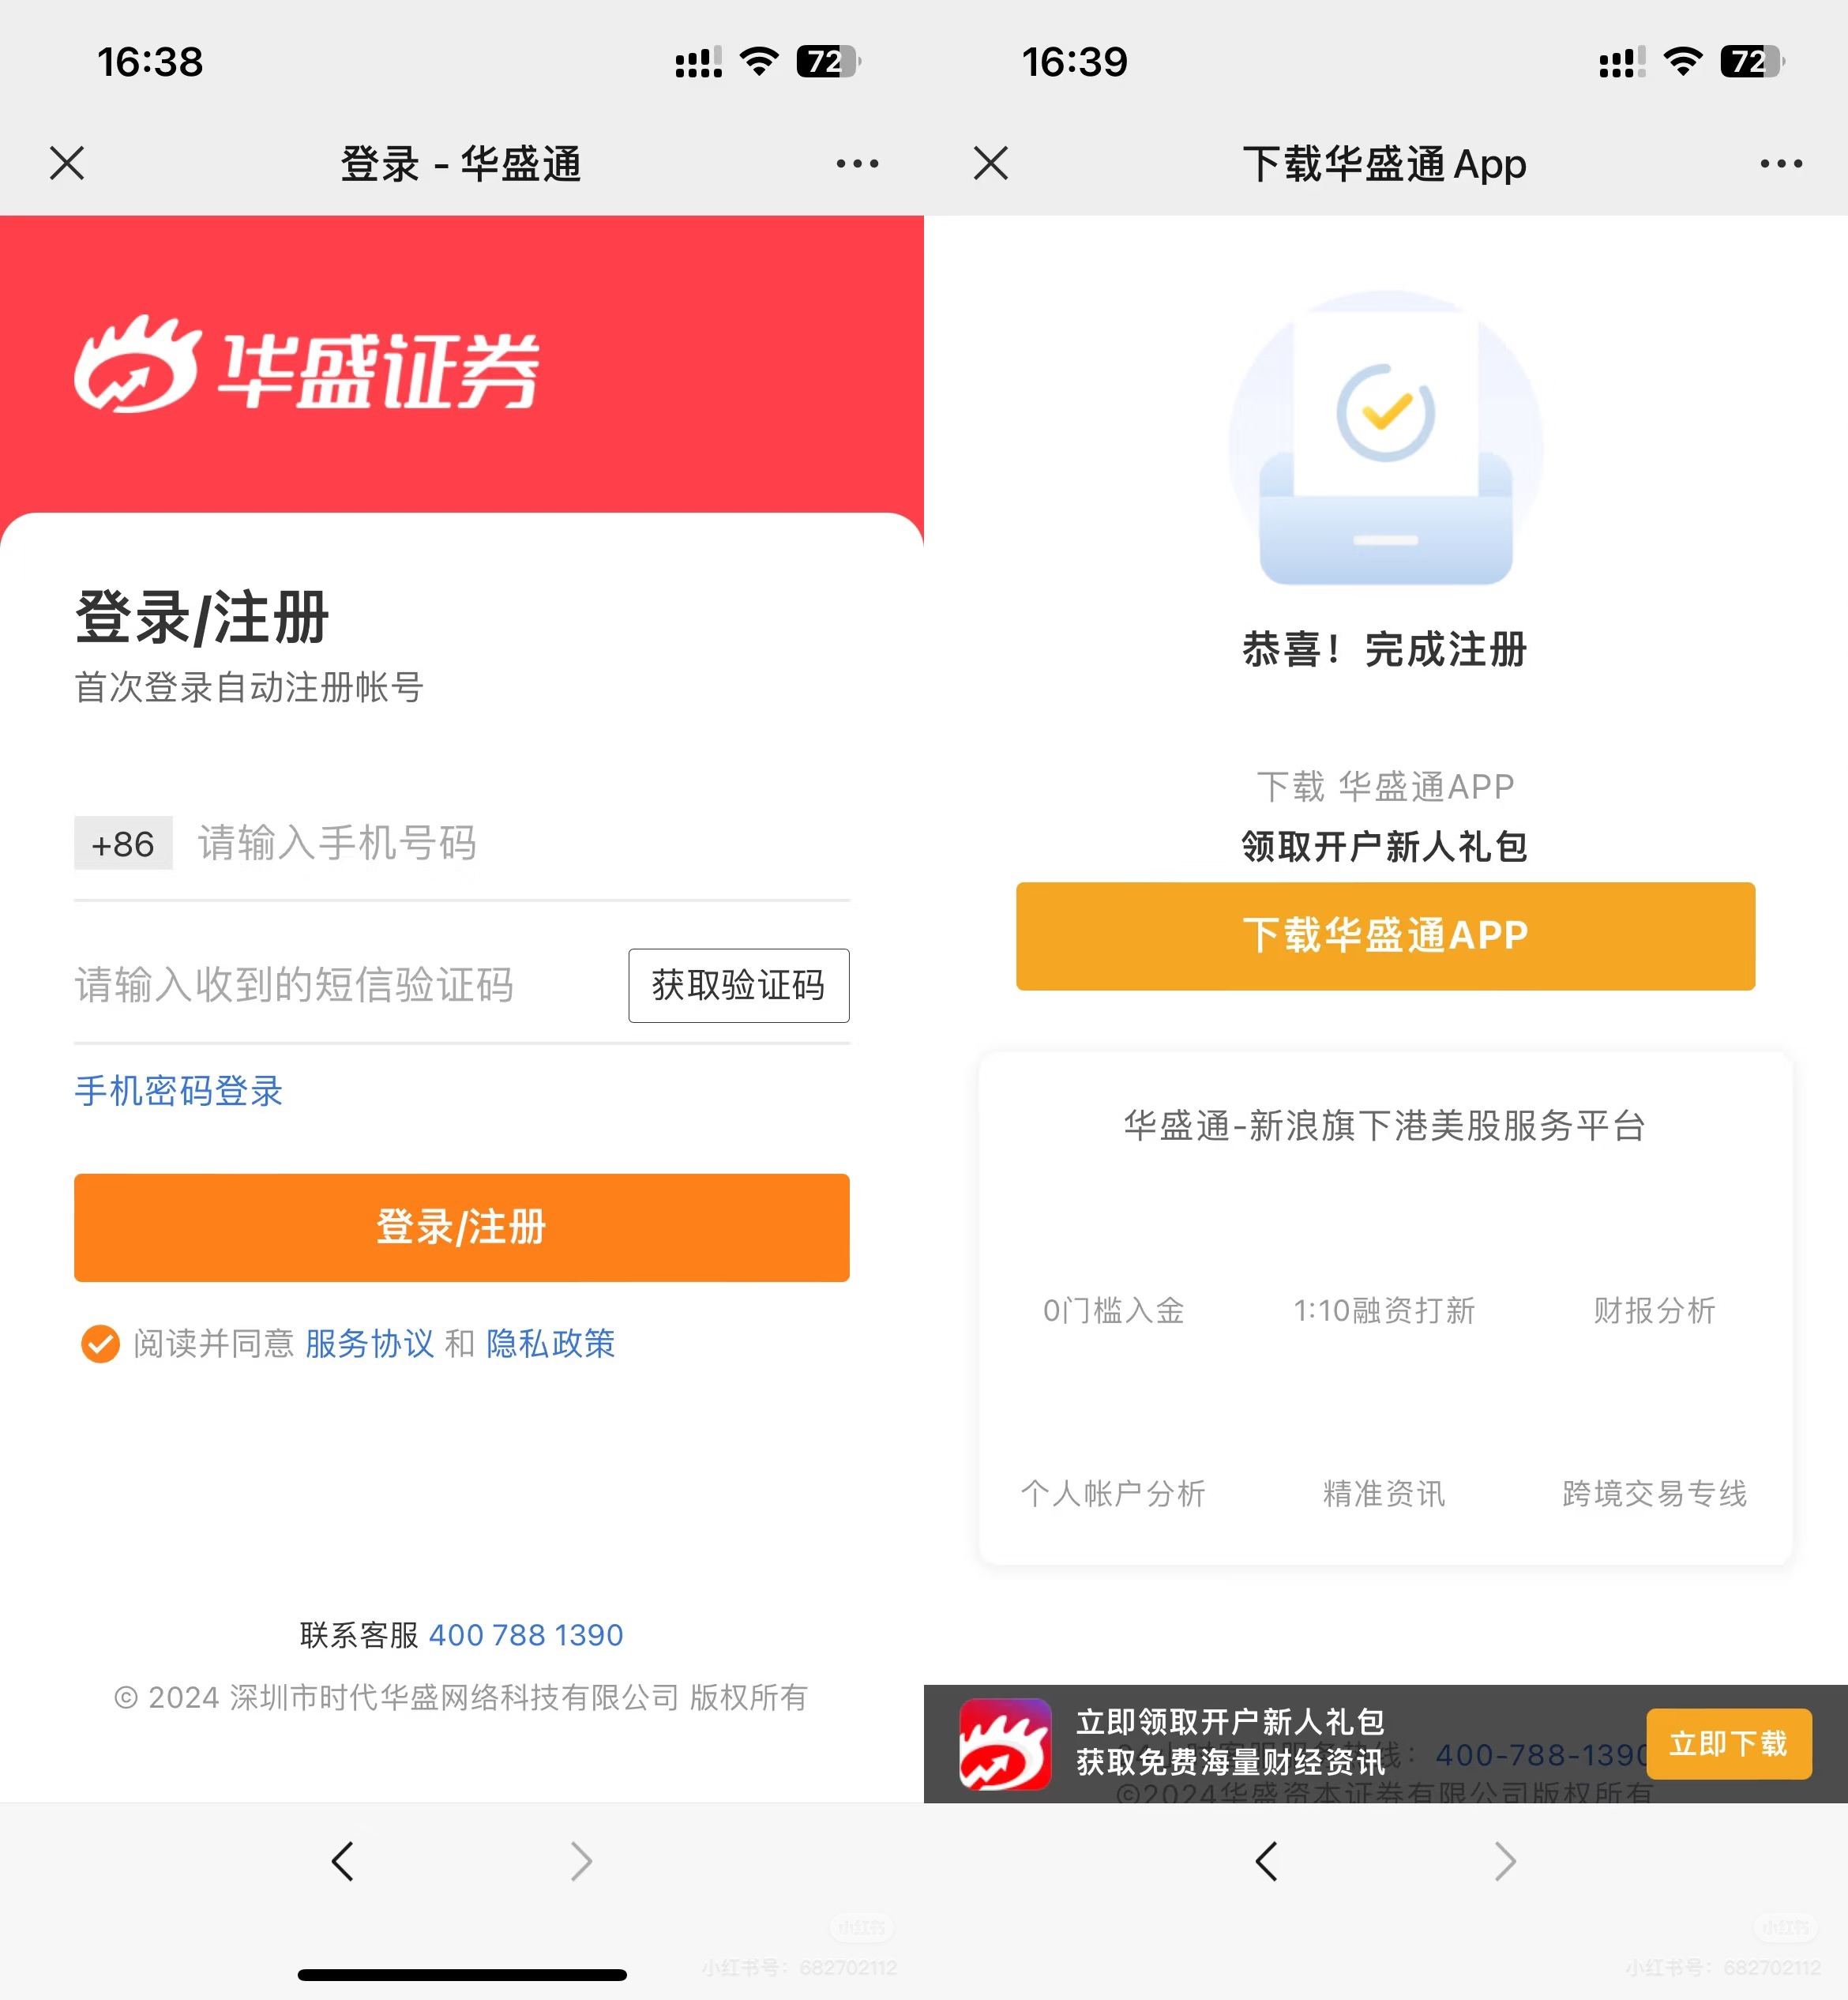 16:38
72
登录 - 华盛通
华盛证券
登录/注册
首次登录自动注册帐号
+86 请输入手机号码
请输入收到的短信验证码 获取验证码
手机密码登录
登录/注册
阅读并同意 服务协议 和 隐私政策
联系客服 400 788 1390
© 2024 深圳市时代华盛网络科技有限公司 版权所有
小红书
小红书号：682702112
16:39
72
下载华盛通 App
恭喜！完成注册
下载 华盛通APP
领取开户新人礼包
下载华盛通APP
华盛通-新浪旗下港美股服务平台
0门槛入金 1:10融资打新 财报分析
个人帐户分析 精准资讯 跨境交易专线
立即领取开户新人礼包
获取免费海量财经资讯
立即下载
线：400-788-1390
©2024华盛资本证券有限公司版权所有
小红书
小红书号：682702112